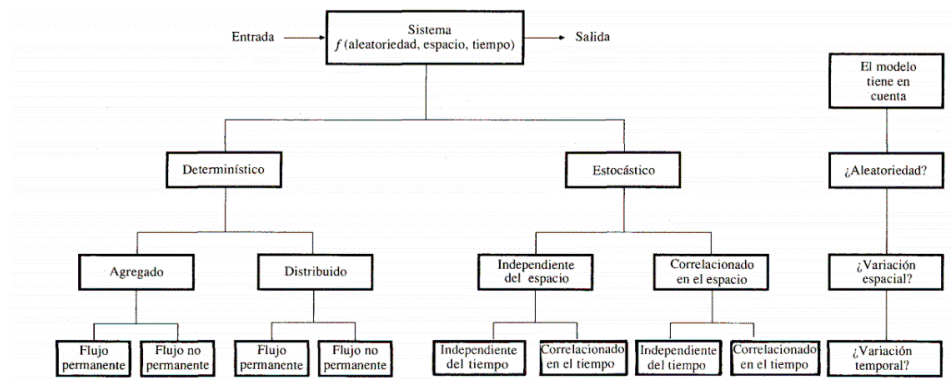 Sistema
Entrada
f (aleatoriedad, espacio, tiempo)
Salida
El modelo
tiene en
cuenta
Determinístico
Estocástico
¿Aleatoriedad?
Agregado
Distribuido
Independiente
del espacio
Correlacionado
en el espacio
¿Variación
espacial?
Flujo
permanente
Flujo no
permanente
Flujo
permanente
Flujo no
permanente
Independiente
del tiempo
Correlacionado
en el tiempo
Independiente
del tiempo
Correlacionado
en el tiempo
¿Variación
temporal?